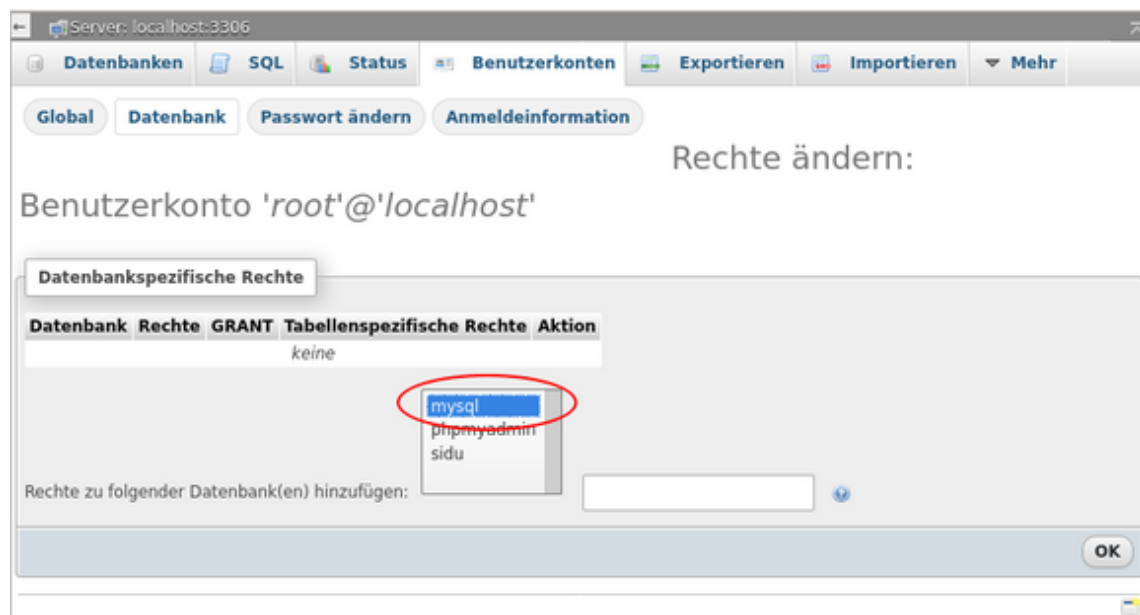 Server: localhost:3306
Datenbanken SQL Status Benutzerkonten Exportieren Importieren Mehr
Global Datenbank Passwort ändern Anmeldeinformation
Rechte ändern:
Benutzerkonto 'root'@'localhost'
Datenbankspezifische Rechte
Datenbank Rechte GRANT Tabellenspezifische Rechte Aktion
keine
mysql
phpmyadmin
sidu
Rechte zu folgender Datenbank(en) hinzufügen:
OK